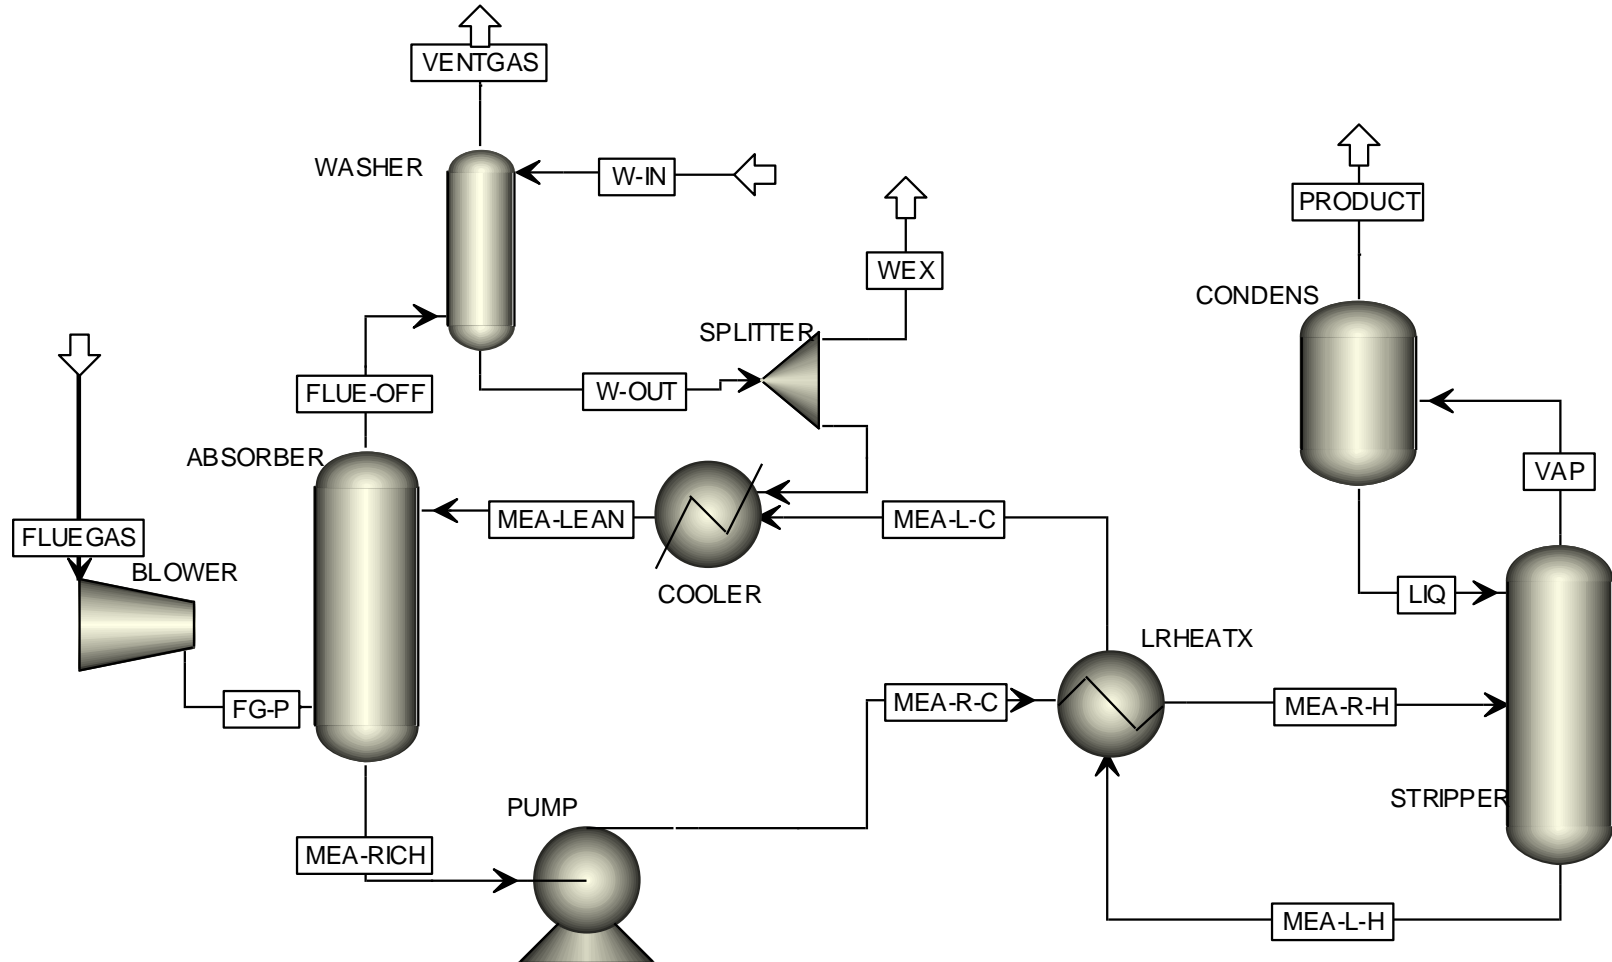 VENTGAS
WASHER
W-IN
PRODUCT
WEX
CONDENS
SPLITTER
FLUE-OFF
W-OUT
ABSORBER
VAP
MEA-LEAN
MEA-L-C
FLUEGAS
BLOWER
COOLER
LIQ
LRHEATX
FG-P
MEA-R-C
MEA-R-H
STRIPPER
PUMP
MEA-RICH
MEA-L-H